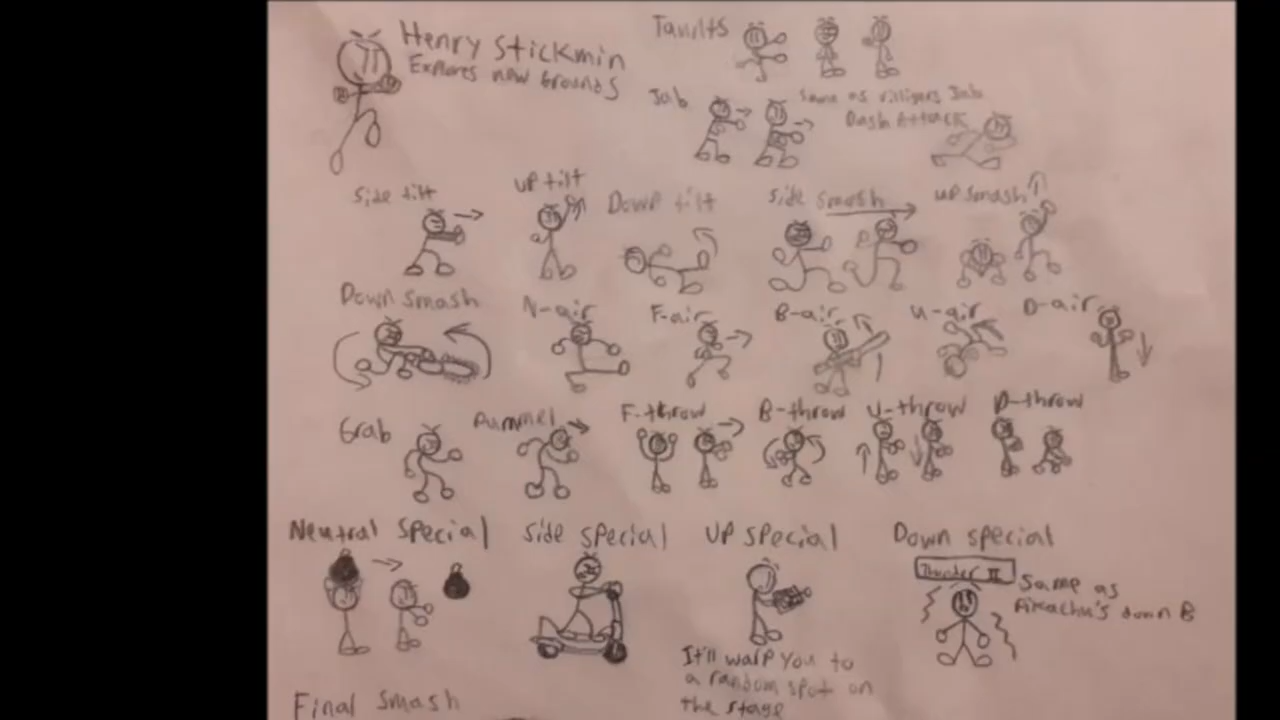 Henry Stickmin
Explores new Grounds
Taunts
Jab
Same as villigers Jab
Dash Attack
Side tilt
UP tilt
Down tilt
Side smash
UP smash
Down smash
N-air
F-air
B-air
U-air
D-air
Grab
Pummel
F-throw
B-throw
U-throw
D-throw
Neutral special
Side special
UP special
Down special
Thunder II
Same as
Pikachu's down B
It'll warp you to
a random spot on
the stage
Final Smash